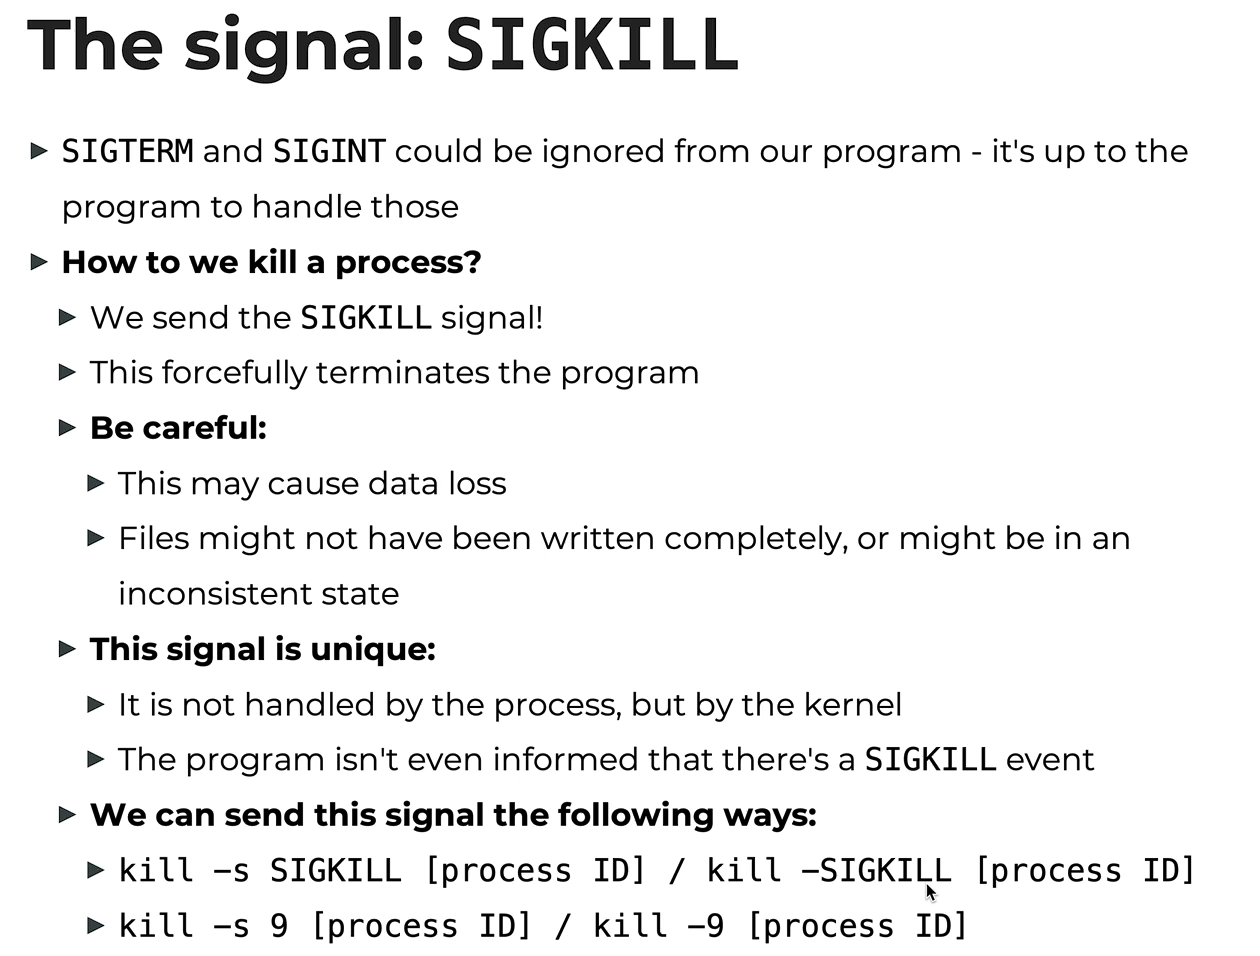 The signal: SIGKILL
SIGTERM and SIGINT could be ignored from our program - it's up to the
program to handle those
How to we kill a process?
We send the SIGKILL signal!
This forcefully terminates the program
Be careful:
This may cause data loss
Files might not have been written completely, or might be in an
inconsistent state
This signal is unique:
It is not handled by the process, but by the kernel
The program isn't even informed that there's a SIGKILL event
We can send this signal the following ways:
kill -s SIGKILL [process ID] / kill -SIGKILL [process ID]
kill -s 9 [process ID] / kill -9 [process ID]